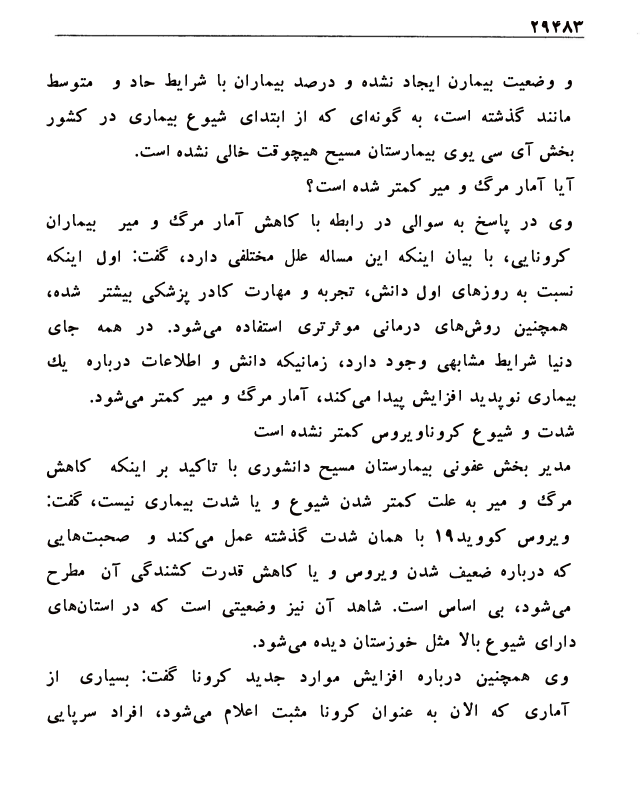 ۲۹۴۸۳
و وضعیت بیمارن ایجاد نشده و درصد بیماران با شرایط حاد و متوسط
مانند گذشته است، به گونه‌ای که از ابتدای شیوع بیماری در کشور
بخش آی سی یوی بیمارستان مسیح هیچوقت خالی نشده است.
آیا آمار مرگ و میر کمتر شده است؟
وی در پاسخ به سوالی در رابطه با کاهش آمار مرگ و میر بیماران
کرونایی، با بیان اینکه این مساله علل مختلفی دارد، گفت: اول اینکه
نسبت به روزهای اول دانش، تجربه و مهارت کادر پزشکی بیشتر شده،
همچنین روش‌های درمانی موثرتری استفاده می‌شود. در همه جای
دنیا شرایط مشابهی وجود دارد، زمانیکه دانش و اطلاعات درباره یك
بیماری نوپدید افزایش پیدا می‌کند، آمار مرگ و میر کمتر می‌شود.
شدت و شیوع کروناویروس کمتر نشده است
مدیر بخش عفونی بیمارستان مسیح دانشوری با تاکید بر اینکه کاهش
مرگ و میر به علت کمتر شدن شیوع و یا شدت بیماری نیست، گفت:
ویروس کووید۱۹ با همان شدت گذشته عمل می‌کند و صحبت‌هایی
که درباره ضعیف شدن ویروس و یا کاهش قدرت کشندگی آن مطرح
می‌شود، بی اساس است. شاهد آن نیز وضعیتی است که در استان‌های
دارای شیوع بالا مثل خوزستان دیده می‌شود.
وی همچنین درباره افزایش موارد جدید کرونا گفت: بسیاری از
آماری که الان به عنوان کرونا مثبت اعلام می‌شود، افراد سرپایی